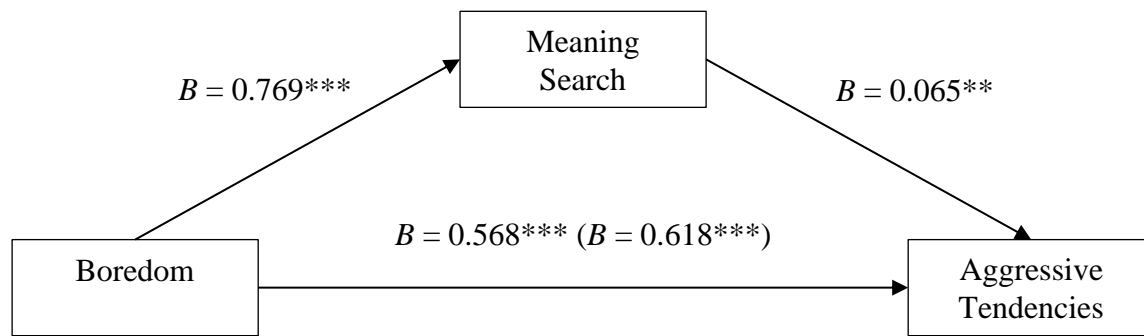 Meaning
Search
B = 0.769***
B = 0.065**
B = 0.568*** (B = 0.618***)
Boredom
Aggressive
Tendencies